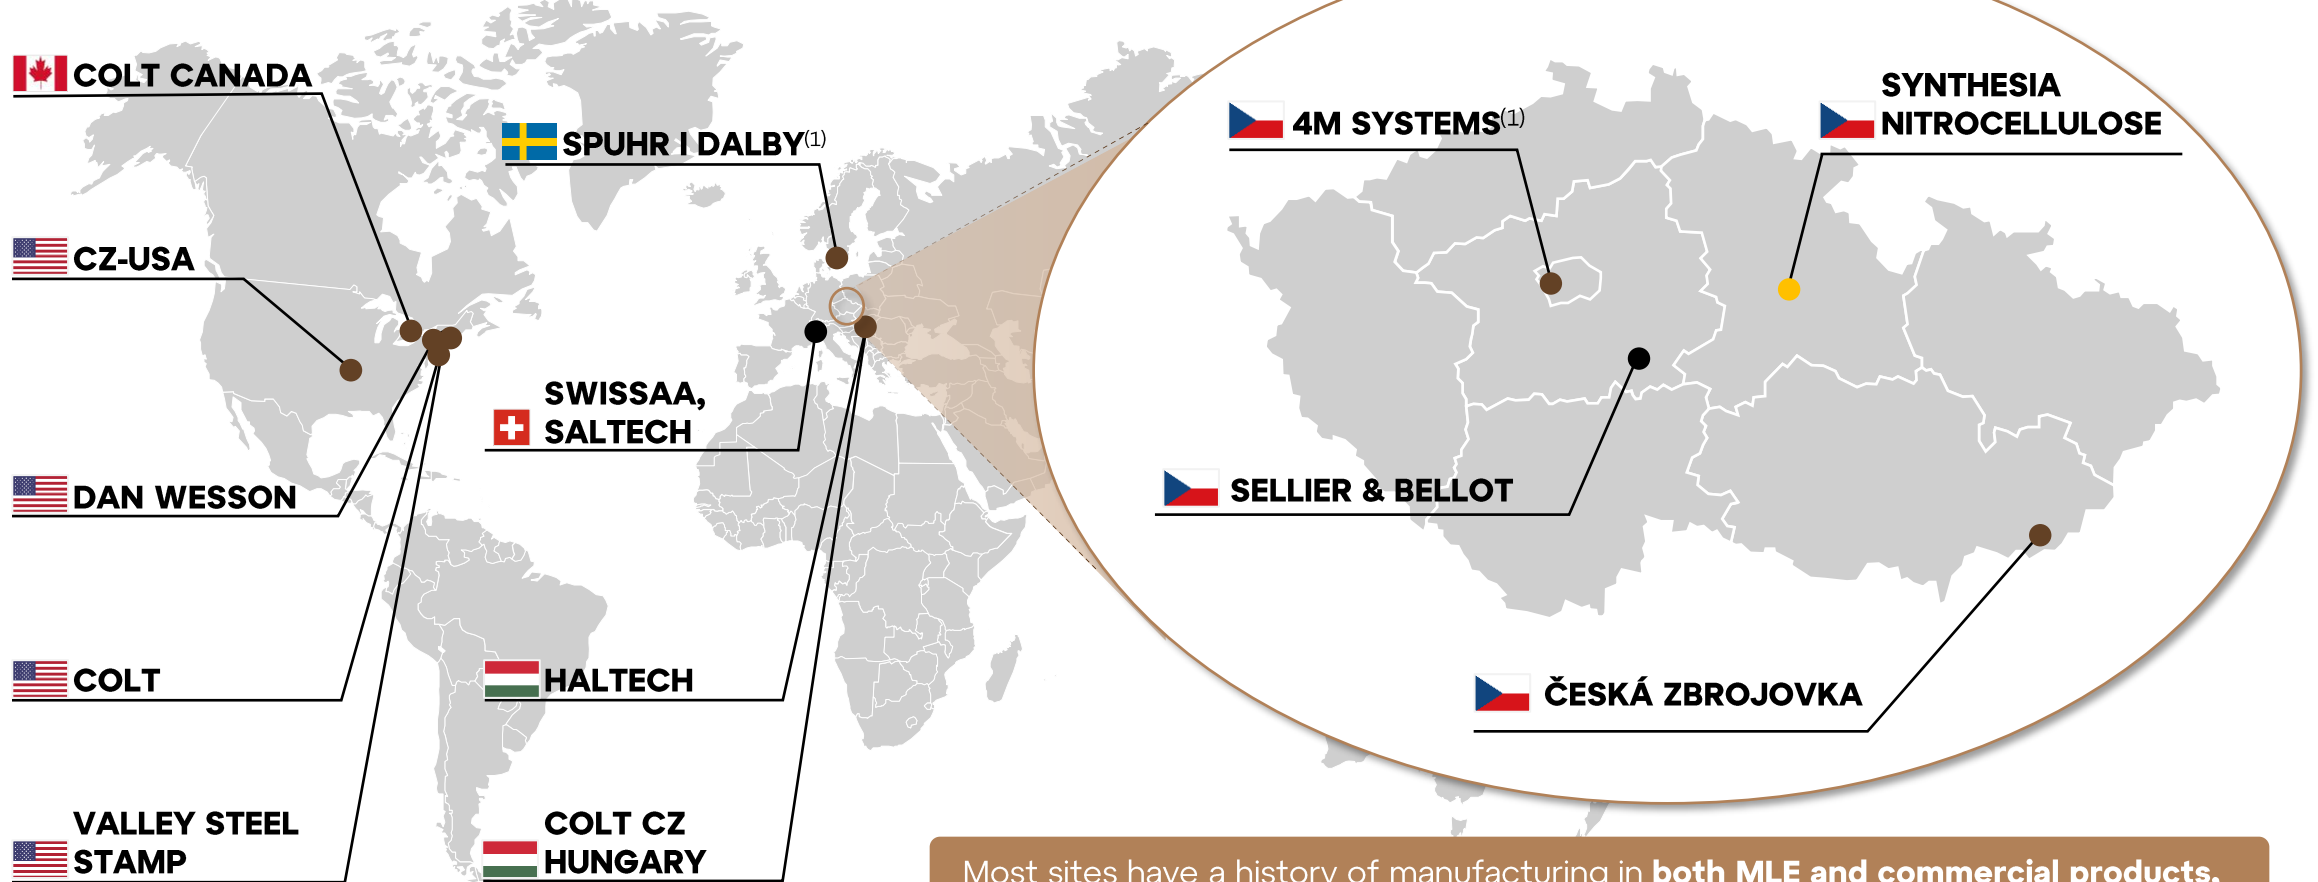 COLT CANADA
CZ-USA
DAN WESSON
COLT
VALLEY STEEL
STAMP
SPUHR I DALBY(1)
SWISSAA,
SALTECH
HALTECH
COLT CZ
HUNGARY
4M SYSTEMS(1)
SYNTHESIA
NITROCELLULOSE
SELLIER & BELLOT
ČESKÁ ZBROJOVKA
Most sites have a history of manufacturing in both MLE and commercial products.